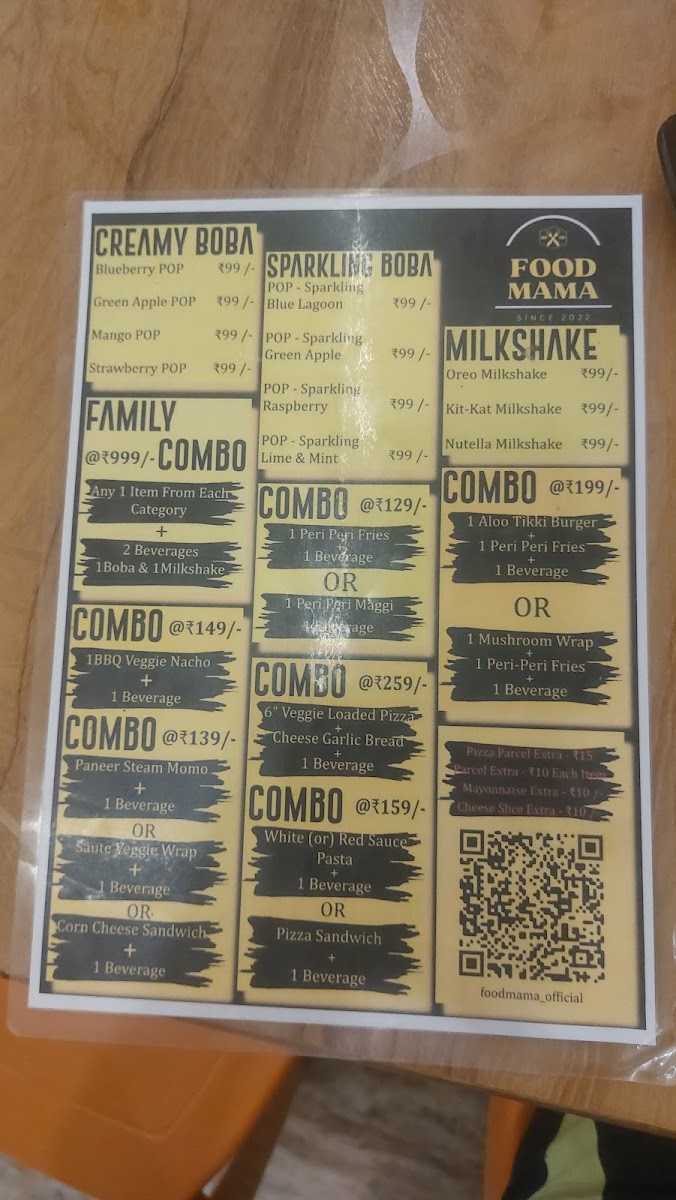 CREAMY BOBA
Blueberry POP ₹99 /-
Green Apple POP ₹99 /-
Mango POP ₹99 /-
Strawberry POP ₹99 /-
FAMILY
@₹999/- COMBO
Any 1 Item From Each
Category
+
2 Beverages
1Boba & 1Milkshake
COMBO @₹149/-
1BBQ Veggie Nacho
+
1 Beverage
COMBO @₹139/-
Paneer Steam Momo
+
1 Beverage
OR
Saute Veggie Wrap
+
1 Beverage
OR
Corn Cheese Sandwich
+
1 Beverage
SPARKLING BOBA
POP - Sparkling
Blue Lagoon ₹99 /-
POP - Sparkling
Green Apple ₹99 /-
POP - Sparkling
Raspberry ₹99 /-
POP - Sparkling
Lime & Mint ₹99 /-
COMBO @₹129/-
1 Peri Peri Fries
+
1 Beverage
OR
1 Peri Peri Maggi
1 Beverage
COMBO @₹259/-
6" Veggie Loaded Pizza
+
Cheese Garlic Bread
+
1 Beverage
COMBO @₹159/-
White (or) Red Sauce
Pasta
+
1 Beverage
OR
Pizza Sandwich
+
1 Beverage
FOOD
MAMA
SINCE 2022
MILKSHAKE
Oreo Milkshake ₹99/-
Kit-Kat Milkshake ₹99/-
Nutella Milkshake ₹99/-
COMBO @₹199/-
1 Aloo Tikki Burger
+
1 Peri Peri Fries
+
1 Beverage
OR
1 Mushroom Wrap
+
1 Peri-Peri Fries
+
1 Beverage
Pizza Parcel Extra - ₹15
Parcel Extra - ₹10 Each Item
Mayonnaise Extra - ₹10 /-
Cheese Slice Extra - ₹10 /-
foodmama_official